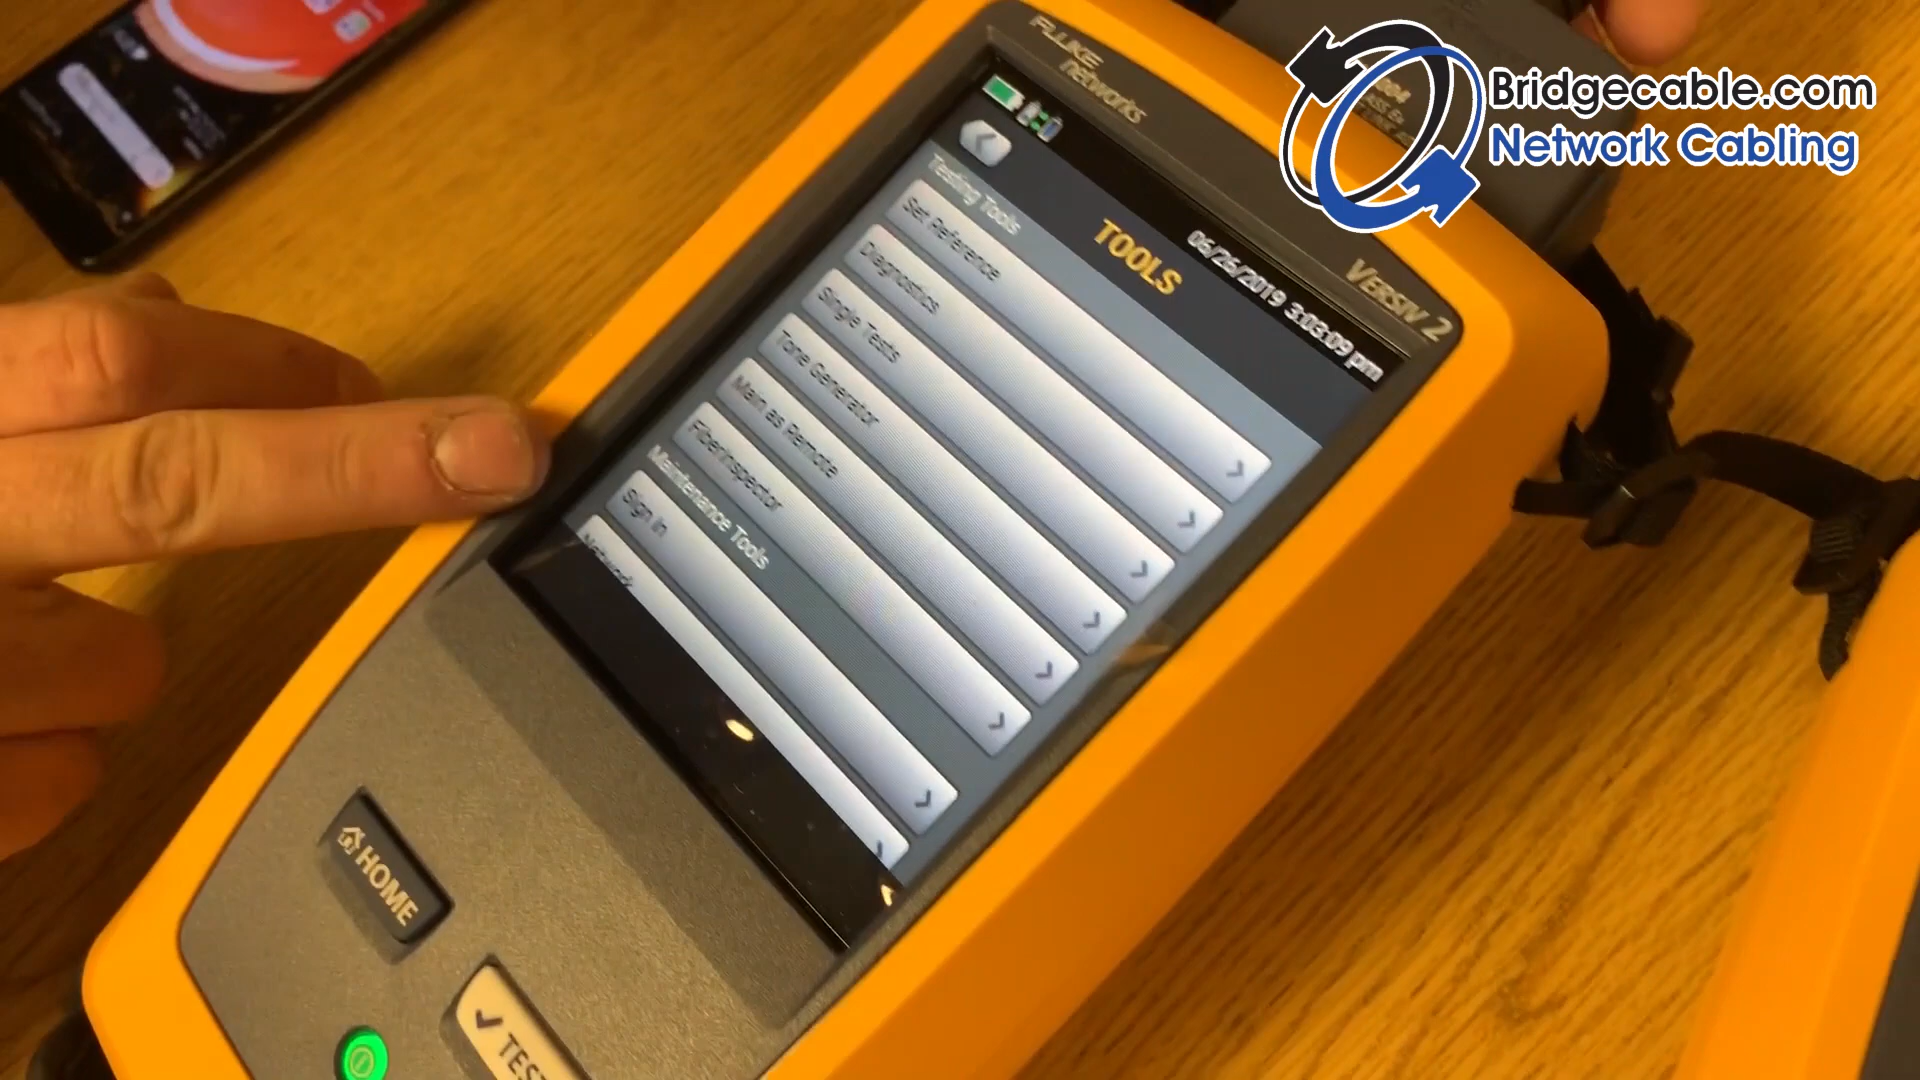 FLUKE
networks
Bridgecable.com
Network Cabling
VERSIV 2
TOOLS
06/26/2019 3:03:09 pm
Testing Tools
Set Reference
Diagnostics
Single Tests
Tone Generator
Main as Remote
FiberInspector
Maintenance Tools
Sign In
Network
HOME
TEST